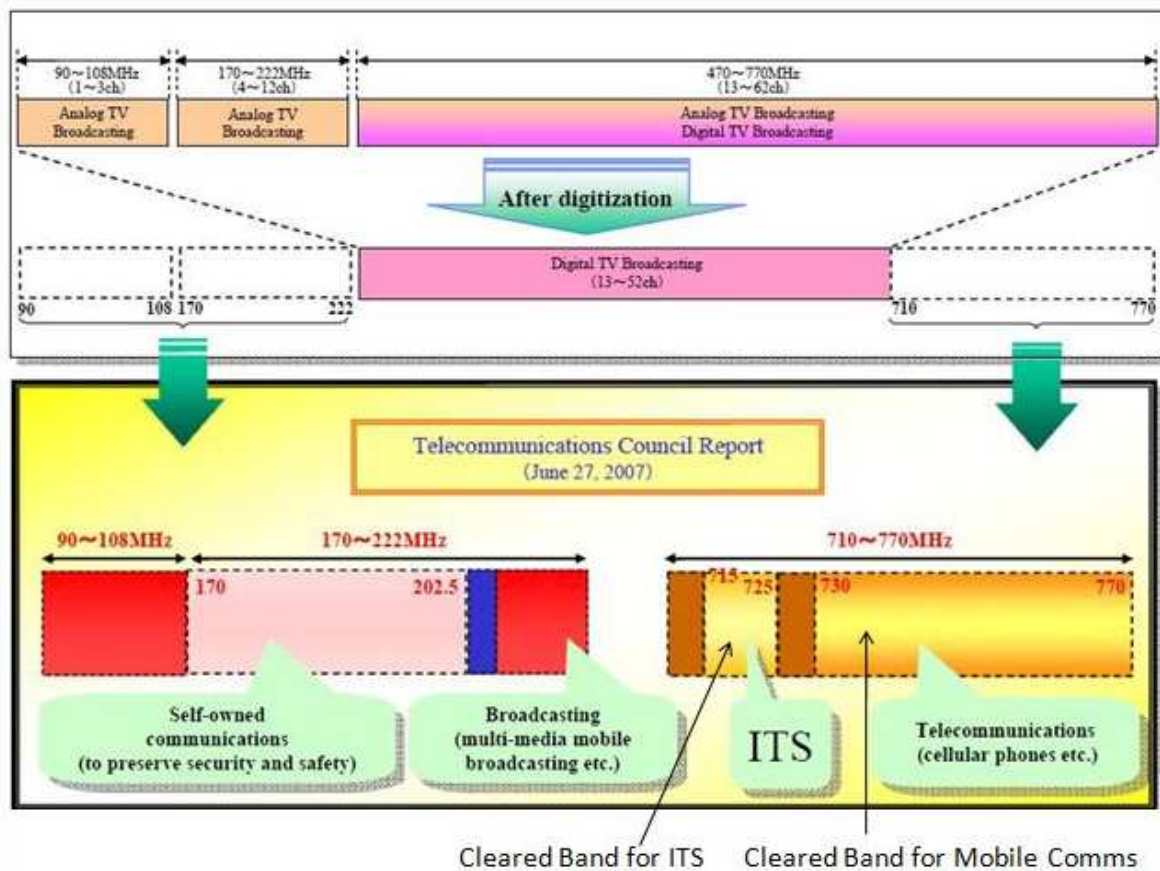 90～108MHz
(1～3ch)
170～222MHz
(4～12ch)
470～770MHz
(13～62ch)
Analog TV
Broadcasting
Analog TV
Broadcasting
Analog TV Broadcasting
Digital TV Broadcasting
After digitization
Digital TV Broadcasting
(13～52ch)
90
108
170
222
710
770
Telecommunications Council Report
(June 27, 2007)
90～108MHz
170～222MHz
710～770MHz
170
202.5
715
725
730
770
Self-owned
communications
(to preserve security and safety)
Broadcasting
(multi-media mobile
broadcasting etc.)
ITS
Telecommunications
(cellular phones etc.)
Cleared Band for ITS
Cleared Band for Mobile Comms